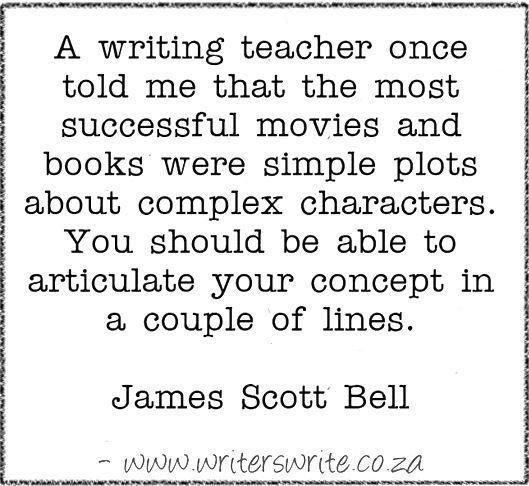 A writing teacher once
told me that the most
successful movies and
books were simple plots
about complex characters.
You should be able to
articulate your concept in
a couple of lines.
James Scott Bell
- www.writerswrite.co.za